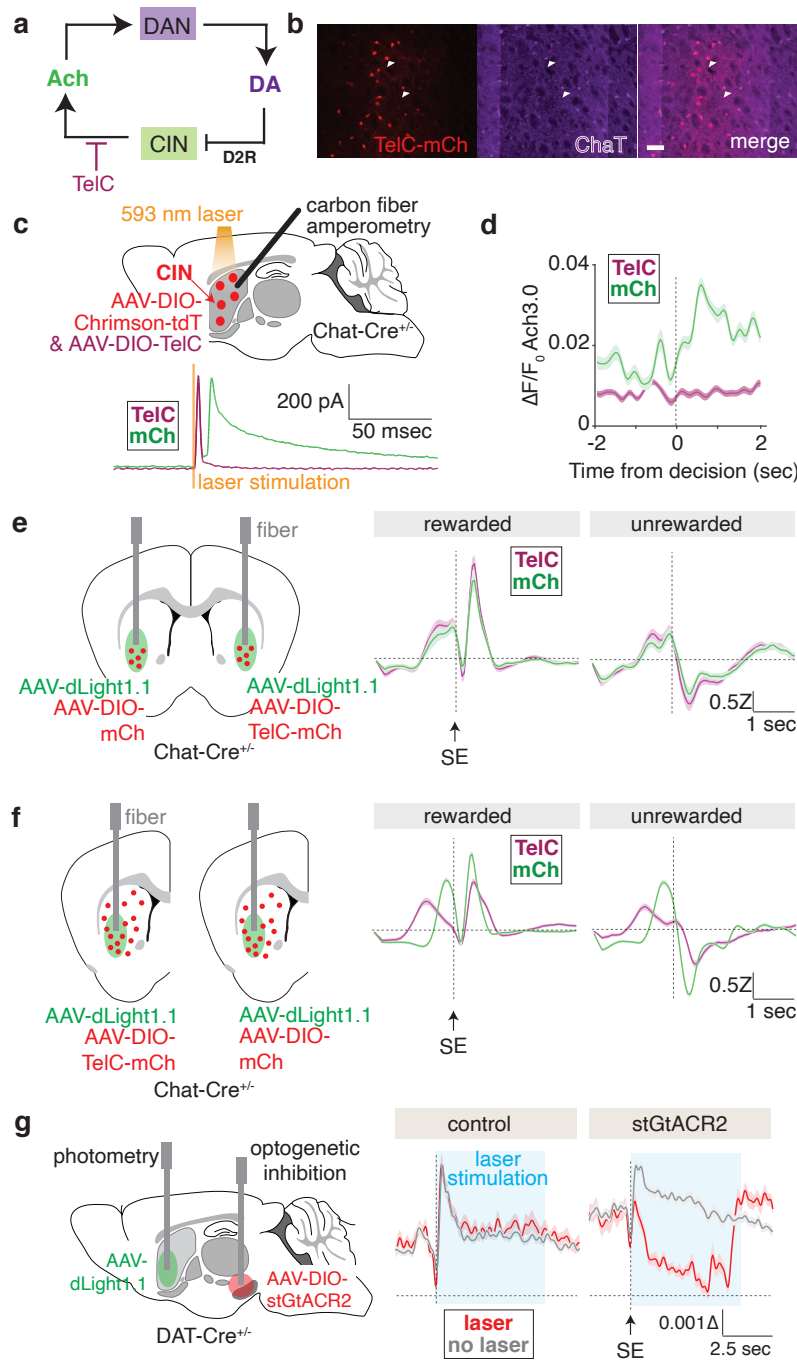 a
DAN
Ach
DA
CIN
D2R
TelC
b
TelC-mCh
ChaT
merge
c
593 nm laser
carbon fiber
amperometry
CIN
AAV-DIO-
Chrimson-tdT
& AAV-DIO-TelC
Chat-Cre+/-
TelC
mCh
200 pA
50 msec
laser stimulation
d
TelC
mCh
0.04
0.02
0
ΔF/F0 Ach3.0
-2
0
2
Time from decision (sec)
e
fiber
AAV-dLight1.1
AAV-DIO-
mCh
AAV-dLight1.1
AAV-DIO-
TelC-mCh
Chat-Cre+/-
rewarded
unrewarded
TelC
mCh
SE
0.5Z
1 sec
f
fiber
AAV-dLight1.1
AAV-DIO-
TelC-mCh
AAV-dLight1.1
AAV-DIO-
mCh
Chat-Cre+/-
rewarded
unrewarded
TelC
mCh
SE
0.5Z
1 sec
g
photometry
optogenetic
inhibition
AAV-
dLight1.1
AAV-DIO-
stGtACR2
DAT-Cre+/-
control
stGtACR2
laser
stimulation
laser
no laser
SE
0.001Δ
2.5 sec